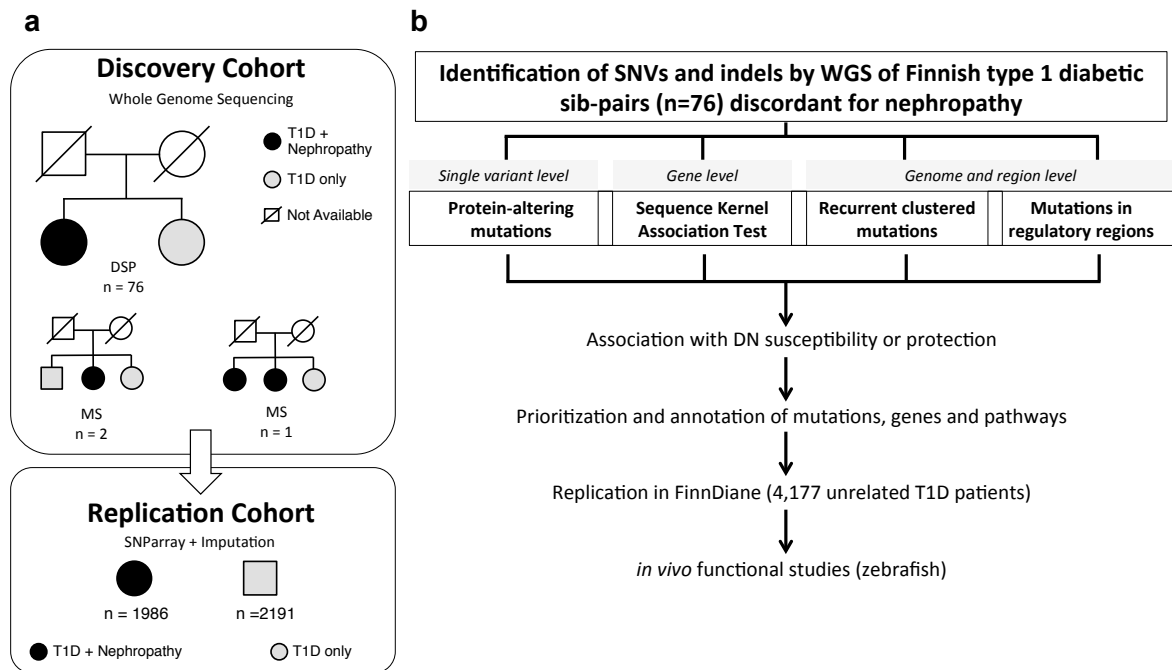 a
Discovery Cohort
Whole Genome Sequencing
T1D +
Nephropathy
T1D only
Not Available
DSP
n = 76
MS
n = 2
MS
n = 1
Replication Cohort
SNParray + Imputation
n = 1986
n =2191
T1D + Nephropathy
T1D only
b
Identification of SNVs and indels by WGS of Finnish type 1 diabetic
sib-pairs (n=76) discordant for nephropathy
Single variant level
Gene level
Genome and region level
Protein-altering
mutations
Sequence Kernel
Association Test
Recurrent clustered
mutations
Mutations in
regulatory regions
Association with DN susceptibility or protection
Prioritization and annotation of mutations, genes and pathways
Replication in FinnDiane (4,177 unrelated T1D patients)
in vivo functional studies (zebrafish)